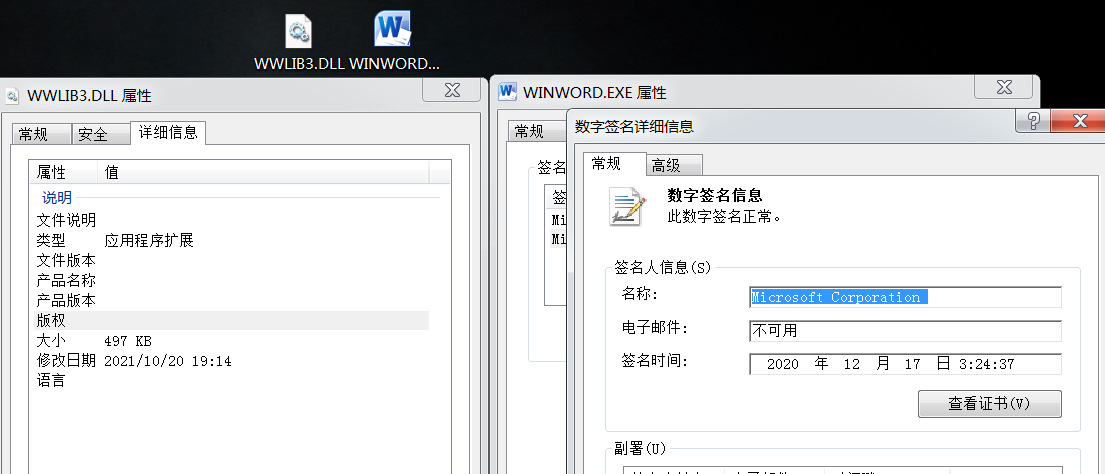 WWLIB3.DLL WINWORD...
WWLIB3.DLL 属性
常规 安全 详细信息
属性 值
说明
文件说明
类型 应用程序扩展
文件版本
产品名称
产品版本
版权
大小 497 KB
修改日期 2021/10/20 19:14
语言
WINWORD.EXE 属性
常规
签名
签
Mi
Mi
数字签名详细信息
常规 高级
数字签名信息
此数字签名正常。
签名人信息(S)
名称: Microsoft Corporation
电子邮件: 不可用
签名时间: 2020 年 12 月 17 日 3:24:37
查看证书(V)
副署(U)